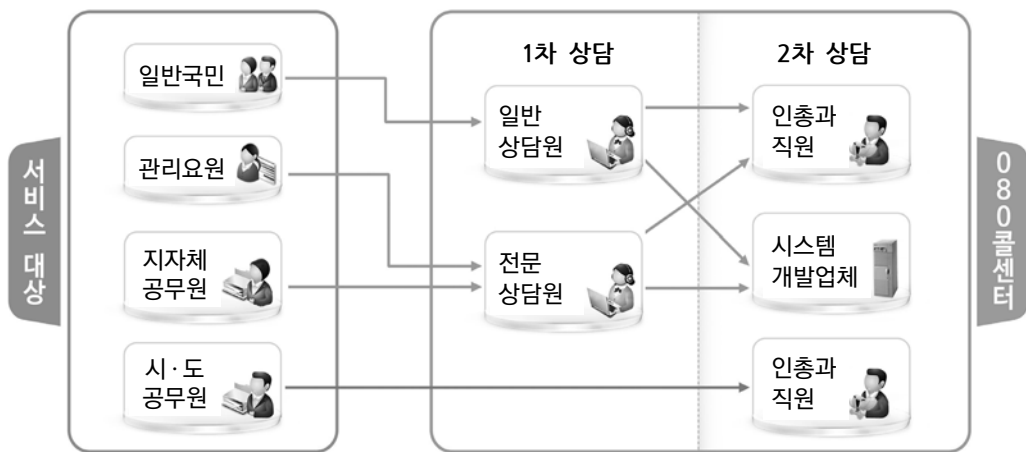 서비스 대상
일반국민
관리요원
지자체
공무원
시·도
공무원
1차 상담
일반
상담원
전문
상담원
2차 상담
인총과
직원
시스템
개발업체
인총과
직원
080콜센터